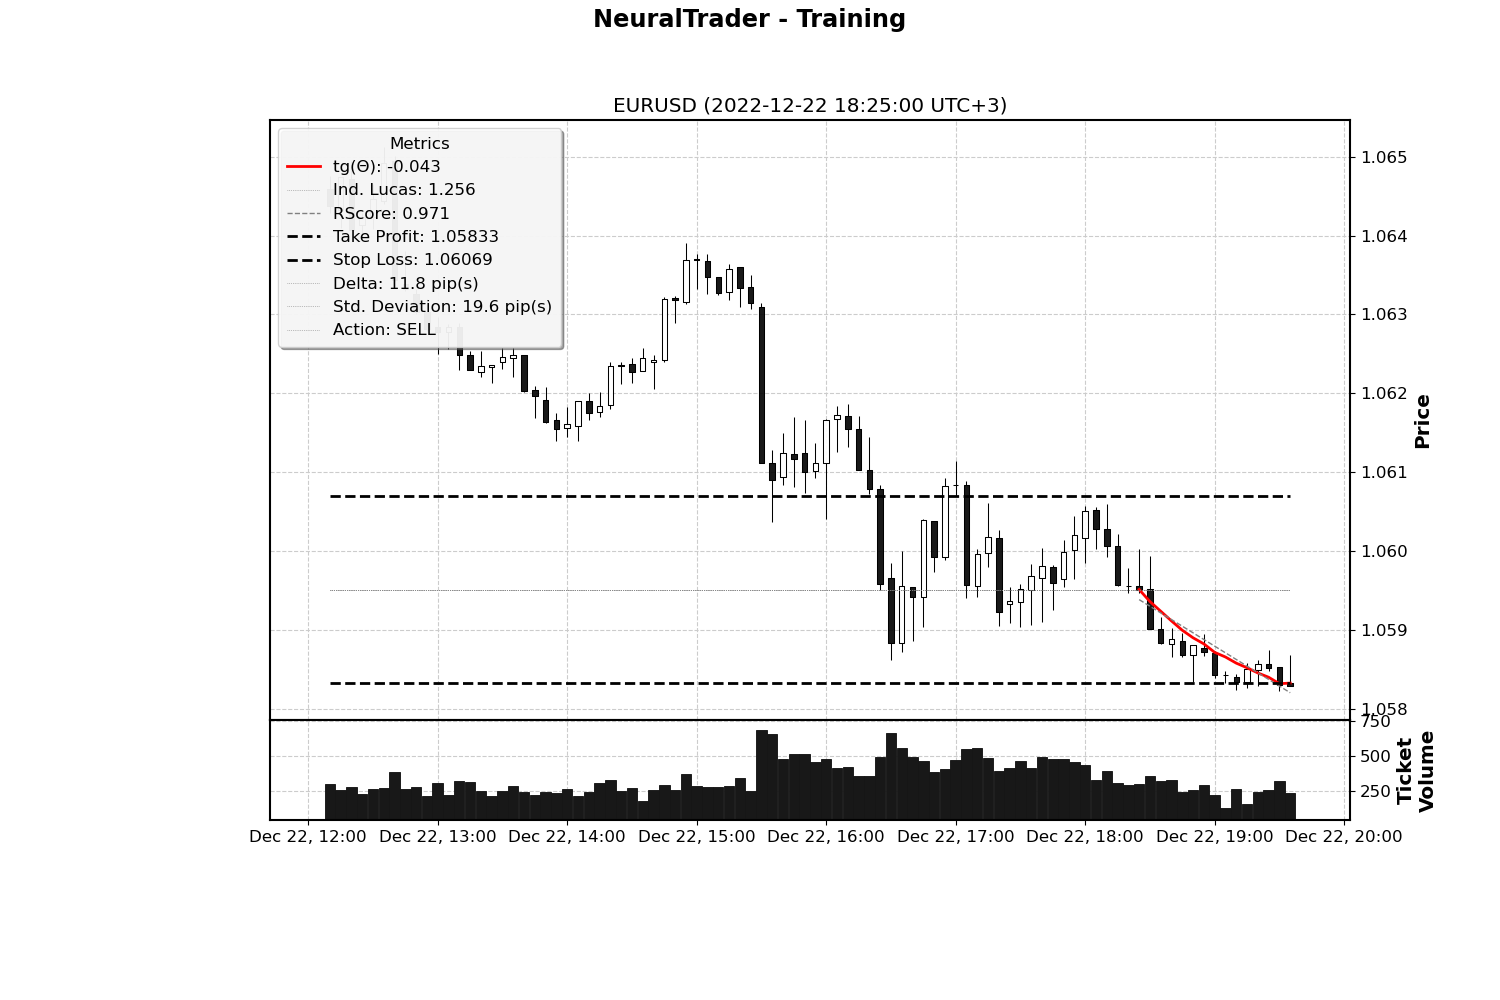 NeuralTrader - Training
EURUSD (2022-12-22 18:25:00 UTC+3)
Metrics
tg(Θ): -0.043
Ind. Lucas: 1.256
RScore: 0.971
Take Profit: 1.05833
Stop Loss: 1.06069
Delta: 11.8 pip(s)
Std. Deviation: 19.6 pip(s)
Action: SELL
1.065
1.064
1.063
1.062
1.061
1.060
1.059
1.058
Price
750
500
250
Ticket
Volume
Dec 22, 12:00 Dec 22, 13:00 Dec 22, 14:00 Dec 22, 15:00 Dec 22, 16:00 Dec 22, 17:00 Dec 22, 18:00 Dec 22, 19:00 Dec 22, 20:00